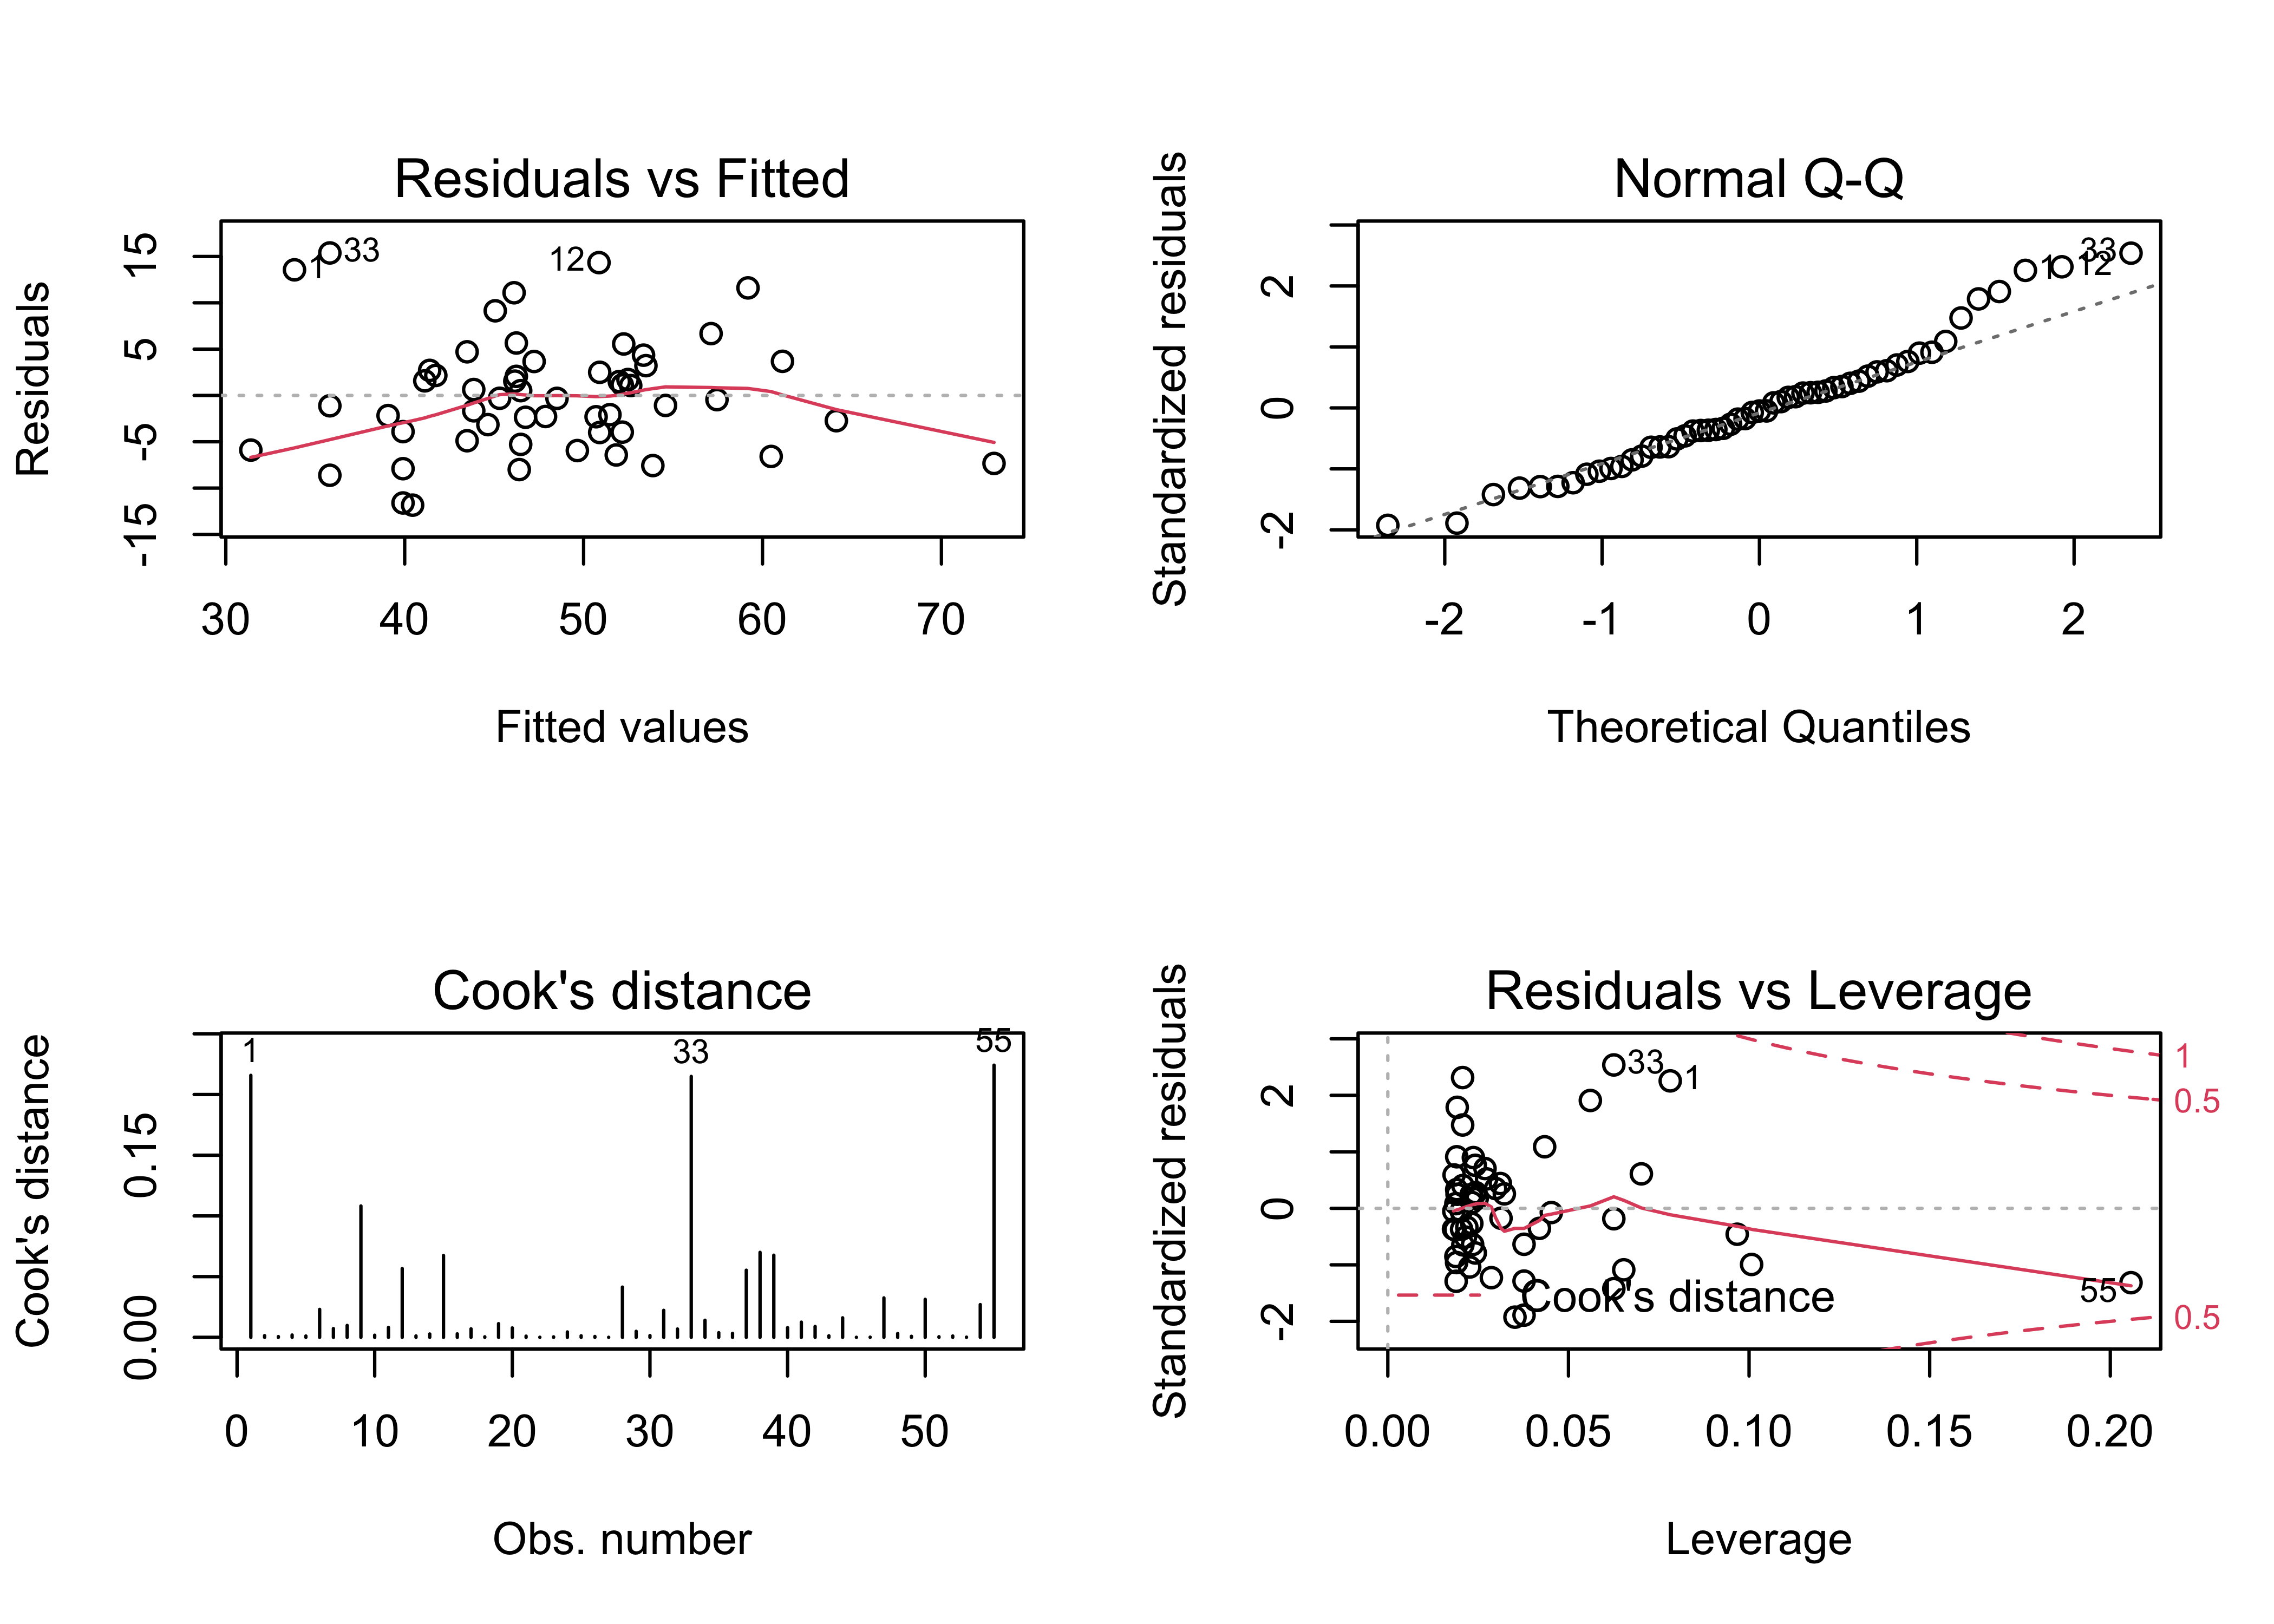 Residuals vs Fitted
Residuals
15
5
-5
-15
1
33
12
30 40 50 60 70
Fitted values
Normal Q-Q
Standardized residuals
2
0
-2
33
1
12
-2 -1 0 1 2
Theoretical Quantiles
Cook's distance
Cook's distance
0.15
0.00
1
33
55
0 10 20 30 40 50
Obs. number
Residuals vs Leverage
Standardized residuals
2
0
-2
33
1
55
Cook's distance
1
0.5
0.5
0.00 0.05 0.10 0.15 0.20
Leverage